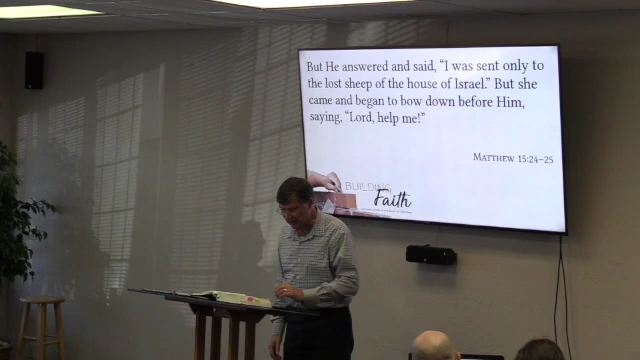 But He answered and said, “I was sent only to
the lost sheep of the house of Israel.” But she
came and began to bow down before Him,
saying, “Lord, help me!”
Matthew 15:24–25
BUILDING
Faith